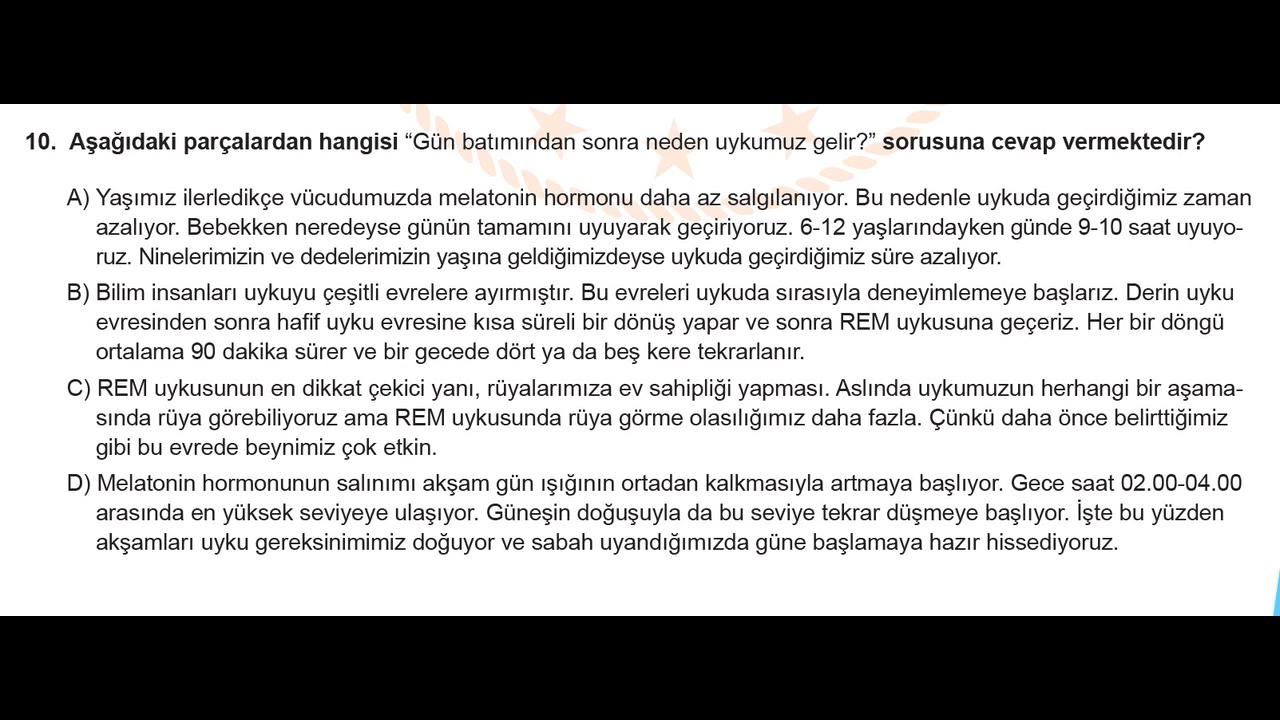 10. Aşağıdaki parçalardan hangisi “Gün batımından sonra neden uykumuz gelir?” sorusuna cevap vermektedir?
A) Yaşımız ilerledikçe vücudumuzda melatonin hormonu daha az salgılanıyor. Bu nedenle uykuda geçirdiğimiz zaman
azalıyor. Bebekken neredeyse günün tamamını uyuyarak geçiriyoruz. 6-12 yaşlarındayken günde 9-10 saat uyuyo-
ruz. Ninelerimizin ve dedelerimizin yaşına geldiğimizdeyse uykuda geçirdiğimiz süre azalıyor.
B) Bilim insanları uykuyu çeşitli evrelere ayırmıştır. Bu evreleri uykuda sırasıyla deneyimlemeye başlarız. Derin uyku
evresinden sonra hafif uyku evresine kısa süreli bir dönüş yapar ve sonra REM uykusuna geçeriz. Her bir döngü
ortalama 90 dakika sürer ve bir gecede dört ya da beş kere tekrarlanır.
C) REM uykusunun en dikkat çekici yanı, rüyalarımıza ev sahipliği yapması. Aslında uykumuzun herhangi bir aşama-
sında rüya görebiliyoruz ama REM uykusunda rüya görme olasılığımız daha fazla. Çünkü daha önce belirttiğimiz
gibi bu evrede beynimiz çok etkin.
D) Melatonin hormonunun salınımı akşam gün ışığının ortadan kalkmasıyla artmaya başlıyor. Gece saat 02.00-04.00
arasında en yüksek seviyeye ulaşıyor. Güneşin doğuşuyla da bu seviye tekrar düşmeye başlıyor. İşte bu yüzden
akşamları uyku gereksinimimiz doğuyor ve sabah uyandığımızda güne başlamaya hazır hissediyoruz.